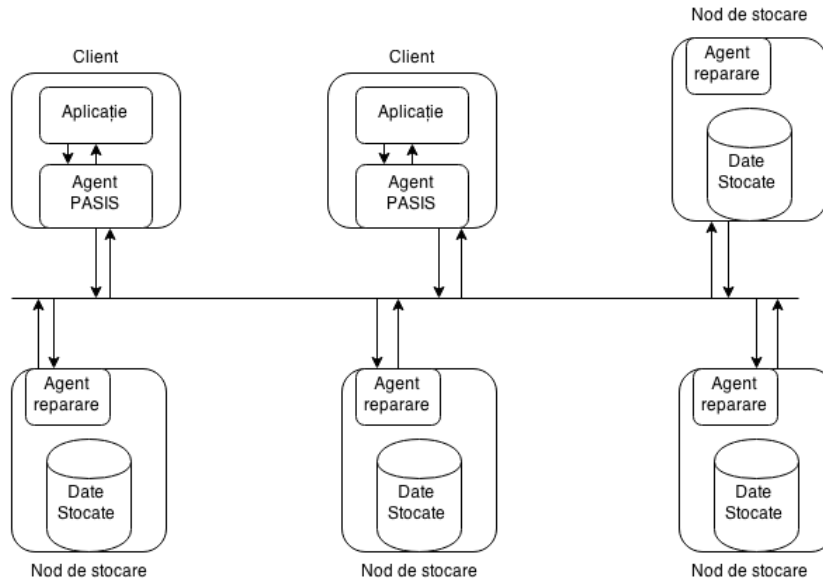 Nod de stocare
Client
Client
Agent
reparare
Aplicație
Aplicație
Agent
PASIS
Agent
PASIS
Date
Stocate
Agent
reparare
Agent
reparare
Agent
reparare
Date
Stocate
Date
Stocate
Date
Stocate
Nod de stocare
Nod de stocare
Nod de stocare